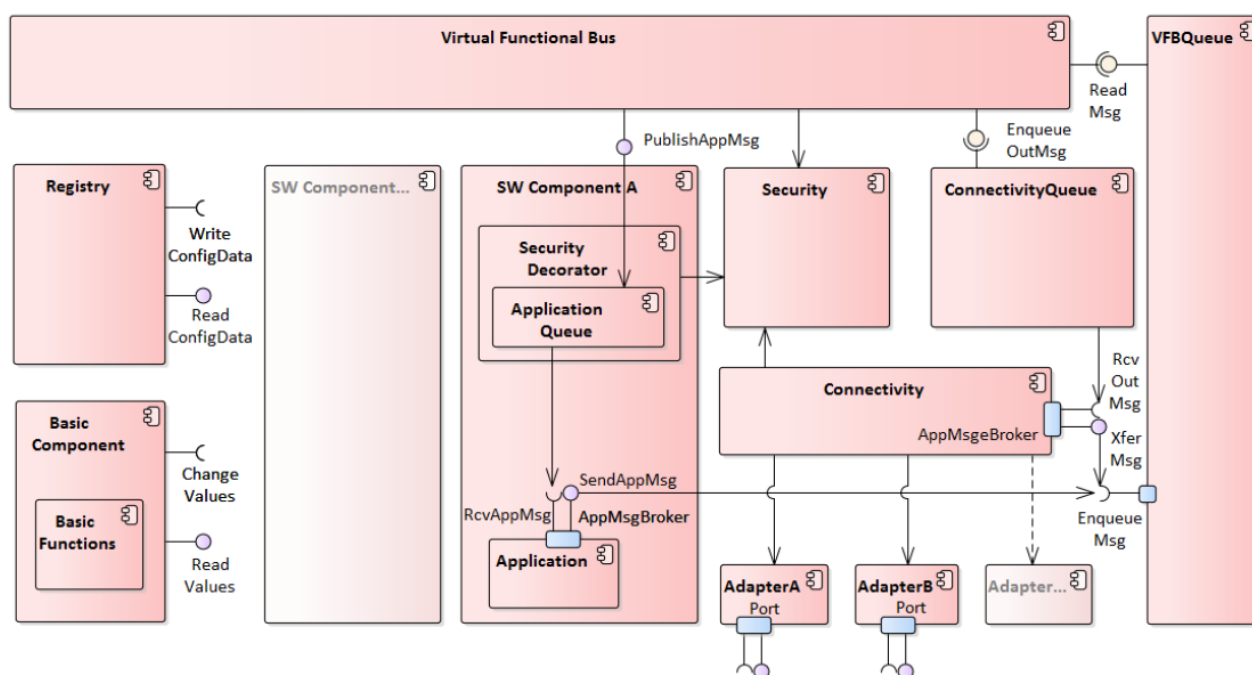 Virtual Functional Bus
VFBQueue
Read
Msg
PublishAppMsg
Enqueue
OutMsg
Registry
Write
ConfigData
Read
ConfigData
SW Component...
SW Component A
Security
Decorator
Application
Queue
Security
ConnectivityQueue
Rcv
Out
Msg
Connectivity
AppMsgeBroker
Xfer
Msg
Basic
Component
Change
Values
Basic
Functions
Read
Values
SendAppMsg
RcvAppMsg
AppMsgBroker
Application
Enqueue
Msg
AdapterA
Port
AdapterB
Port
Adapter...